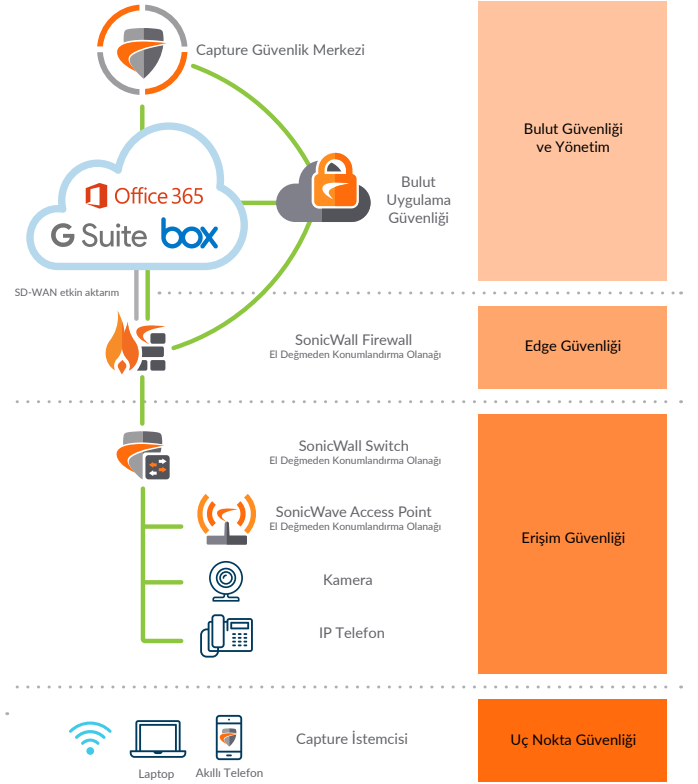 Capture Güvenlik Merkezi
Bulut Güvenliği
ve Yönetim
Office 365
G Suite box
Bulut
Uygulama
Güvenliği
SD-WAN etkin aktarım
SonicWall Firewall
El Değmeden Konumlandırma Olanağı
Edge Güvenliği
SonicWall Switch
El Değmeden Konumlandırma Olanağı
SonicWave Access Point
El Değmeden Konumlandırma Olanağı
Erişim Güvenliği
Kamera
IP Telefon
Capture İstemcisi
Uç Nokta Güvenliği
Laptop
Akıllı Telefon